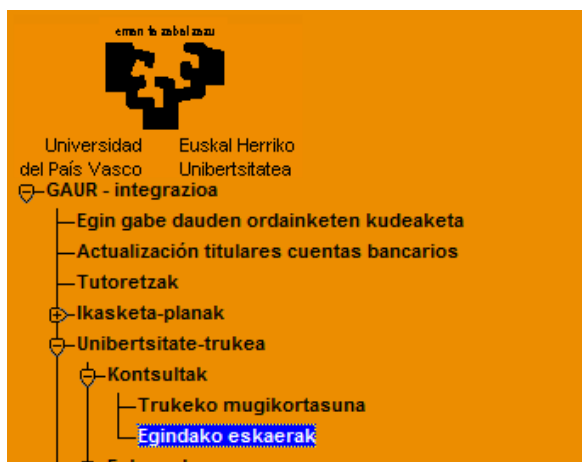 eman ta zabal zazu
Universidad Euskal Herriko
del País Vasco Unibertsitatea
GAUR - integrazioa
Egin gabe dauden ordainketen kudeaketa
Actualización titulares cuentas bancarios
Tutoretzak
Ikasketa-planak
Unibertsitate-trukea
Kontsultak
Trukeko mugikortasuna
Egindako eskaerak